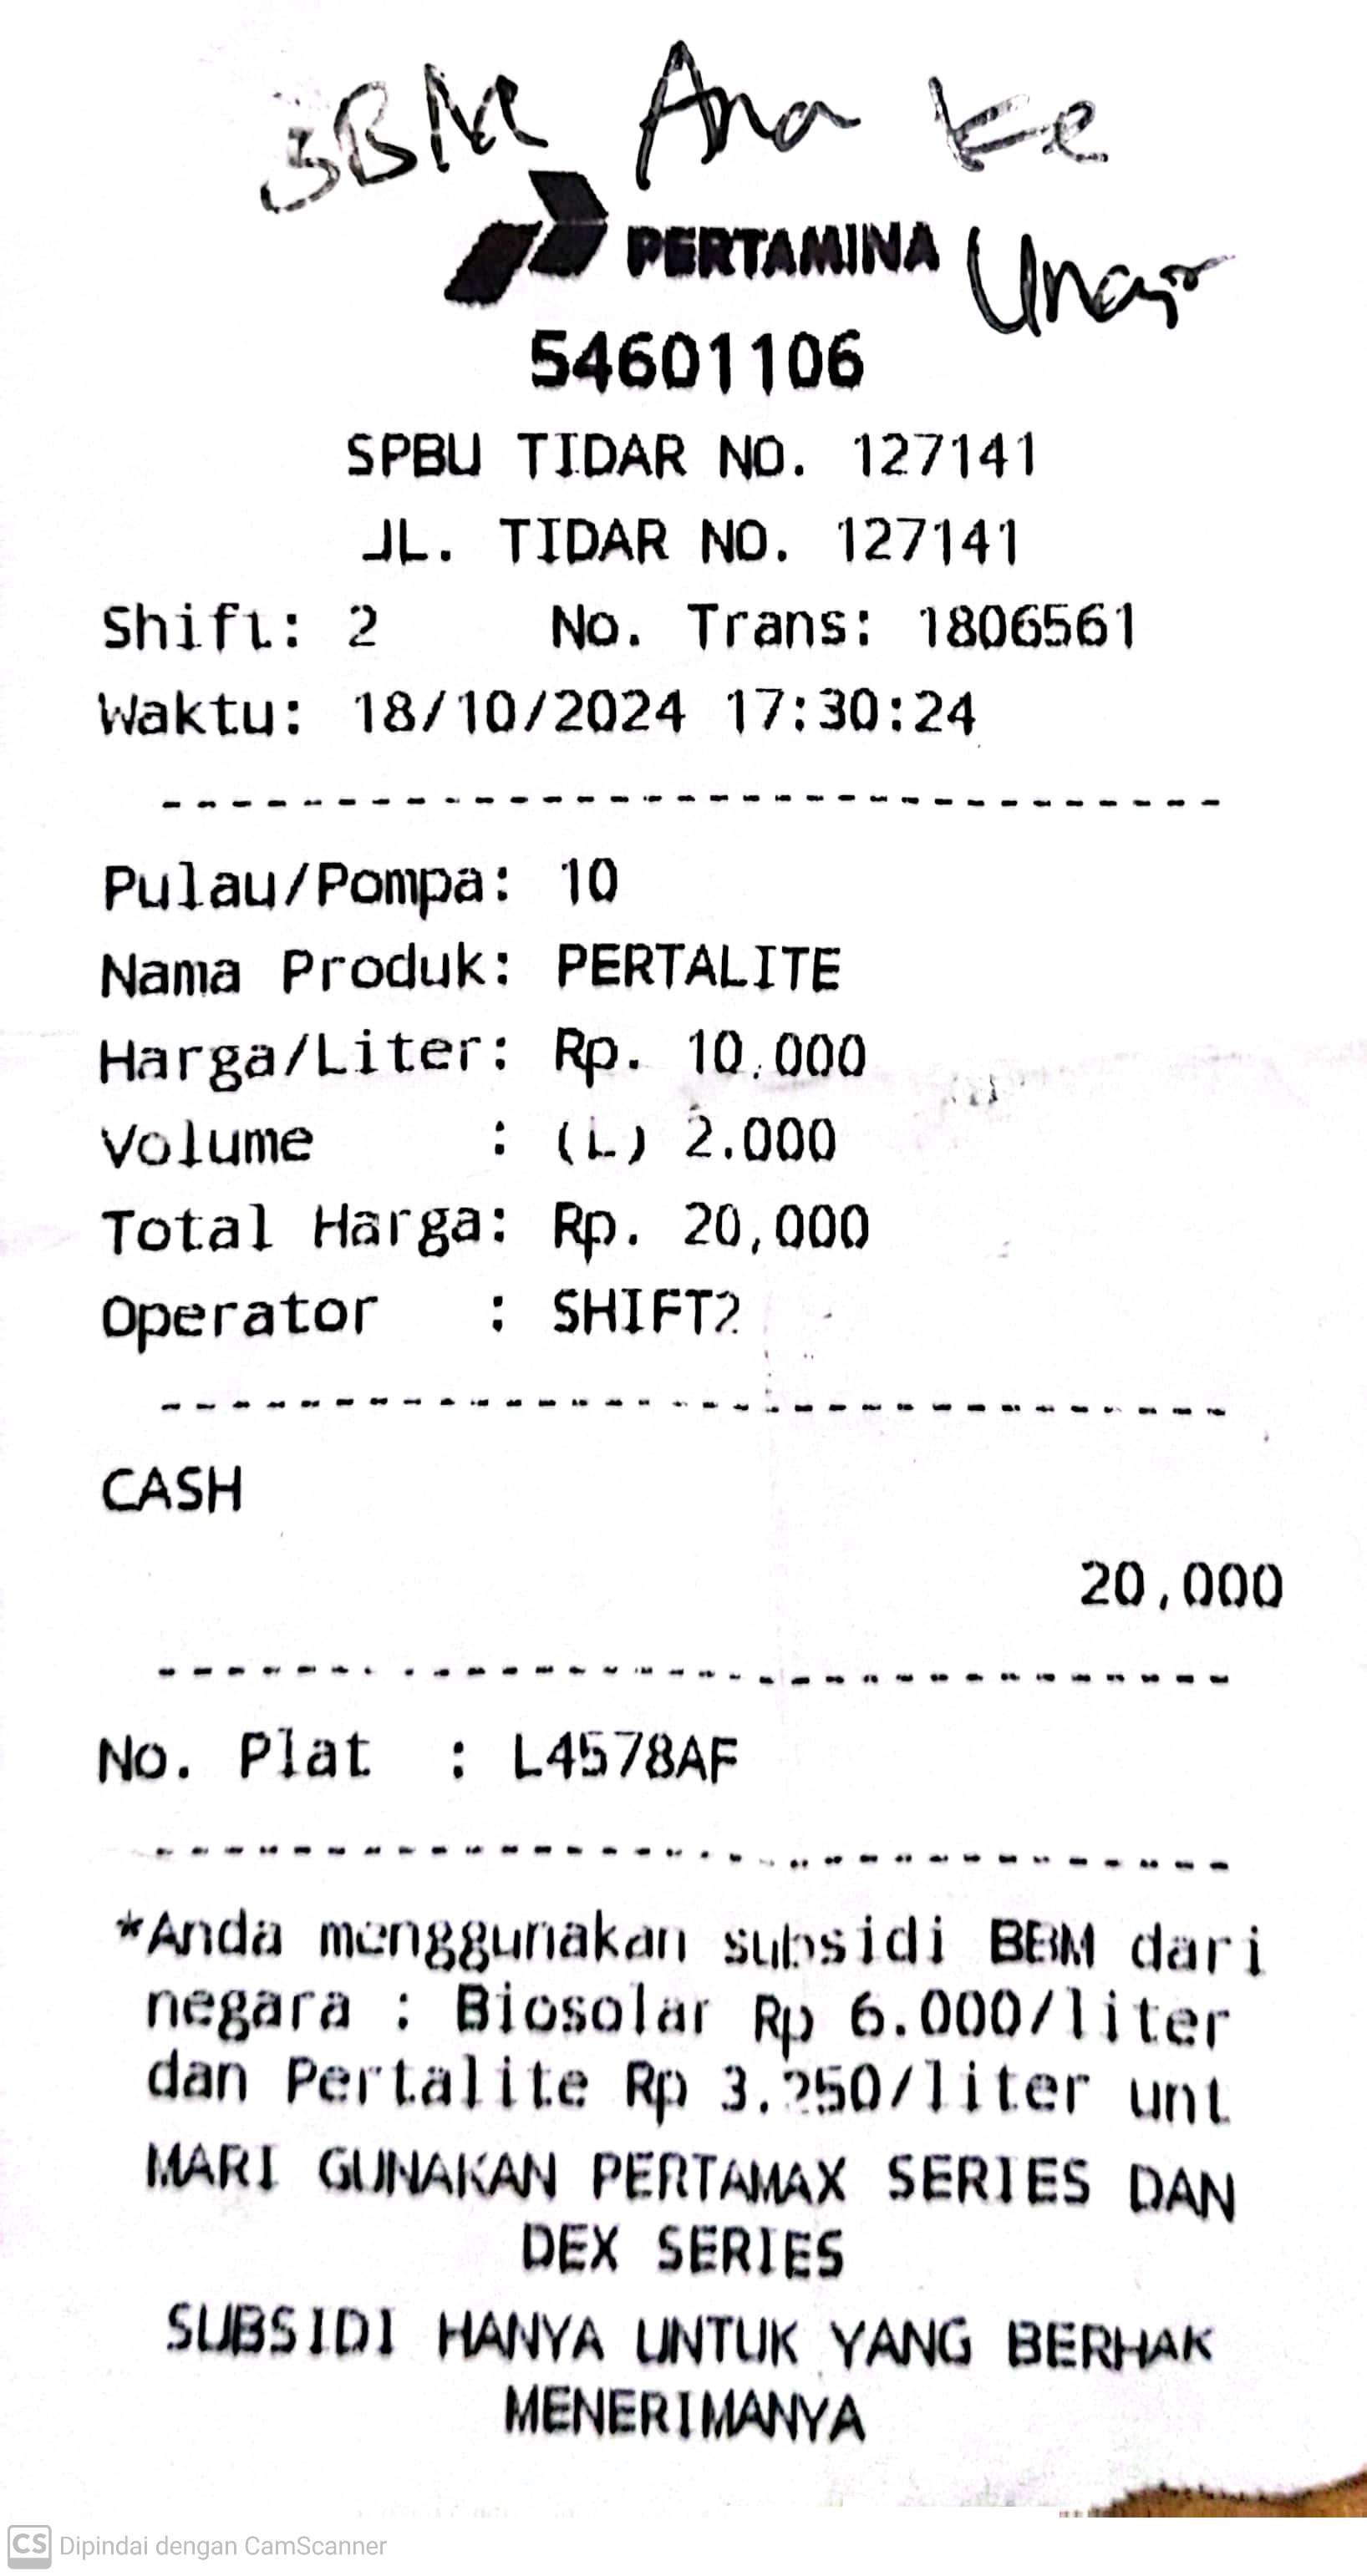 BBM Ana ke
Unair
PERTAMINA
54601106
SPBU TIDAR NO. 127141
JL. TIDAR NO. 127141
Shift: 2 No. Trans: 1806561
Waktu: 18/10/2024 17:30:24
--------------------------------
Pulau/Pompa: 10
Nama Produk: PERTALITE
Harga/Liter: Rp. 10.000
Volume : (L) 2.000
Total Harga: Rp. 20,000
Operator : SHIFT2
--------------------------------
CASH
20,000
--------------------------------
No. Plat : L4578AF
--------------------------------
*Anda menggunakan subsidi BBM dari
negara : Biosolar Rp 6.000/liter
dan Pertalite Rp 3.250/liter unt
MARI GUNAKAN PERTAMAX SERIES DAN
DEX SERIES
SUBSIDI HANYA UNTUK YANG BERHAK
MENERIMANYA
CS Dipindai dengan CamScanner